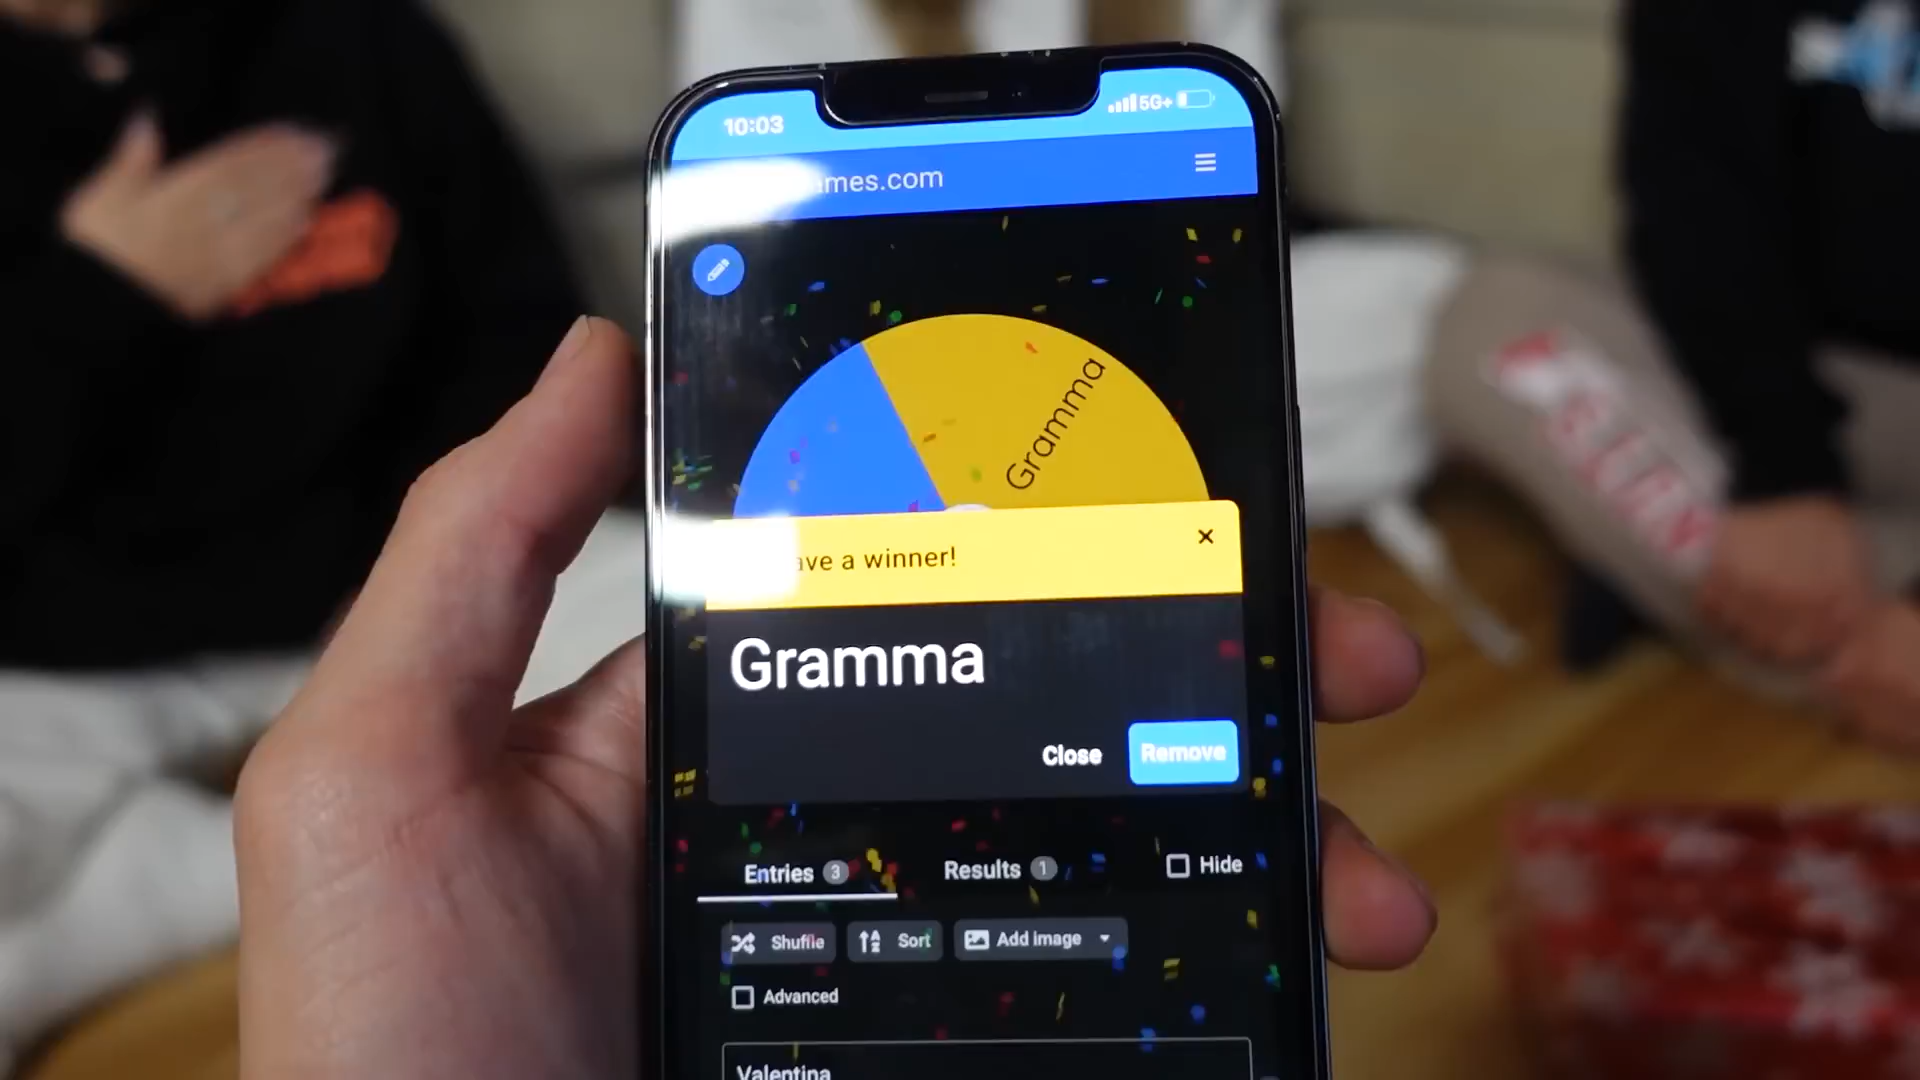 10:03
5G+
ames.com
Gramma
ave a winner!
Gramma
Close
Remove
Entries 3
Results 1
Hide
Shuffle
Sort
Add image
Advanced
Valentina